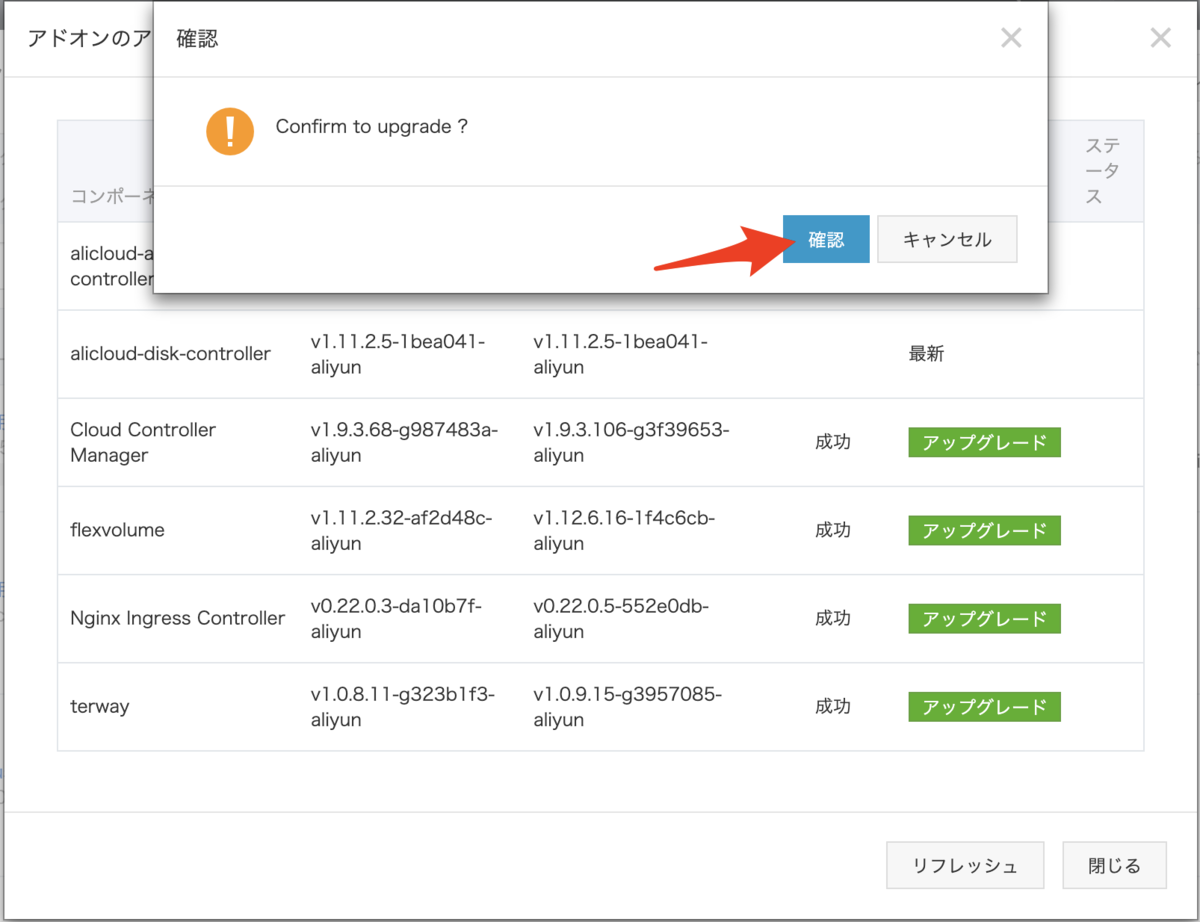 アドオンのア
確認
Confirm to upgrade ?
確認
キャンセル
コンポーネ
ステ
ータ
ス
alicloud-a
controller
alicloud-disk-controller
v1.11.2.5-1bea041-
aliyun
v1.11.2.5-1bea041-
aliyun
最新
Cloud Controller
Manager
v1.9.3.68-g987483a-
aliyun
v1.9.3.106-g3f39653-
aliyun
成功
アップグレード
flexvolume
v1.11.2.32-af2d48c-
aliyun
v1.12.6.16-1f4c6cb-
aliyun
成功
アップグレード
Nginx Ingress Controller
v0.22.0.3-da10b7f-
aliyun
v0.22.0.5-552e0db-
aliyun
成功
アップグレード
terway
v1.0.8.11-g323b1f3-
aliyun
v1.0.9.15-g3957085-
aliyun
成功
アップグレード
リフレッシュ
閉じる